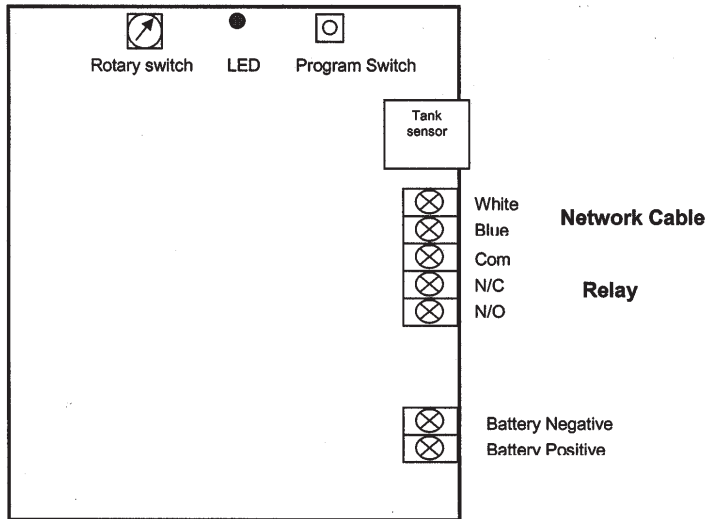 Rotary switch LED Program Switch
Tank
sensor
White
Blue
Network Cable
Com
N/C
Relay
N/O
Battery Negative
Battery Positive